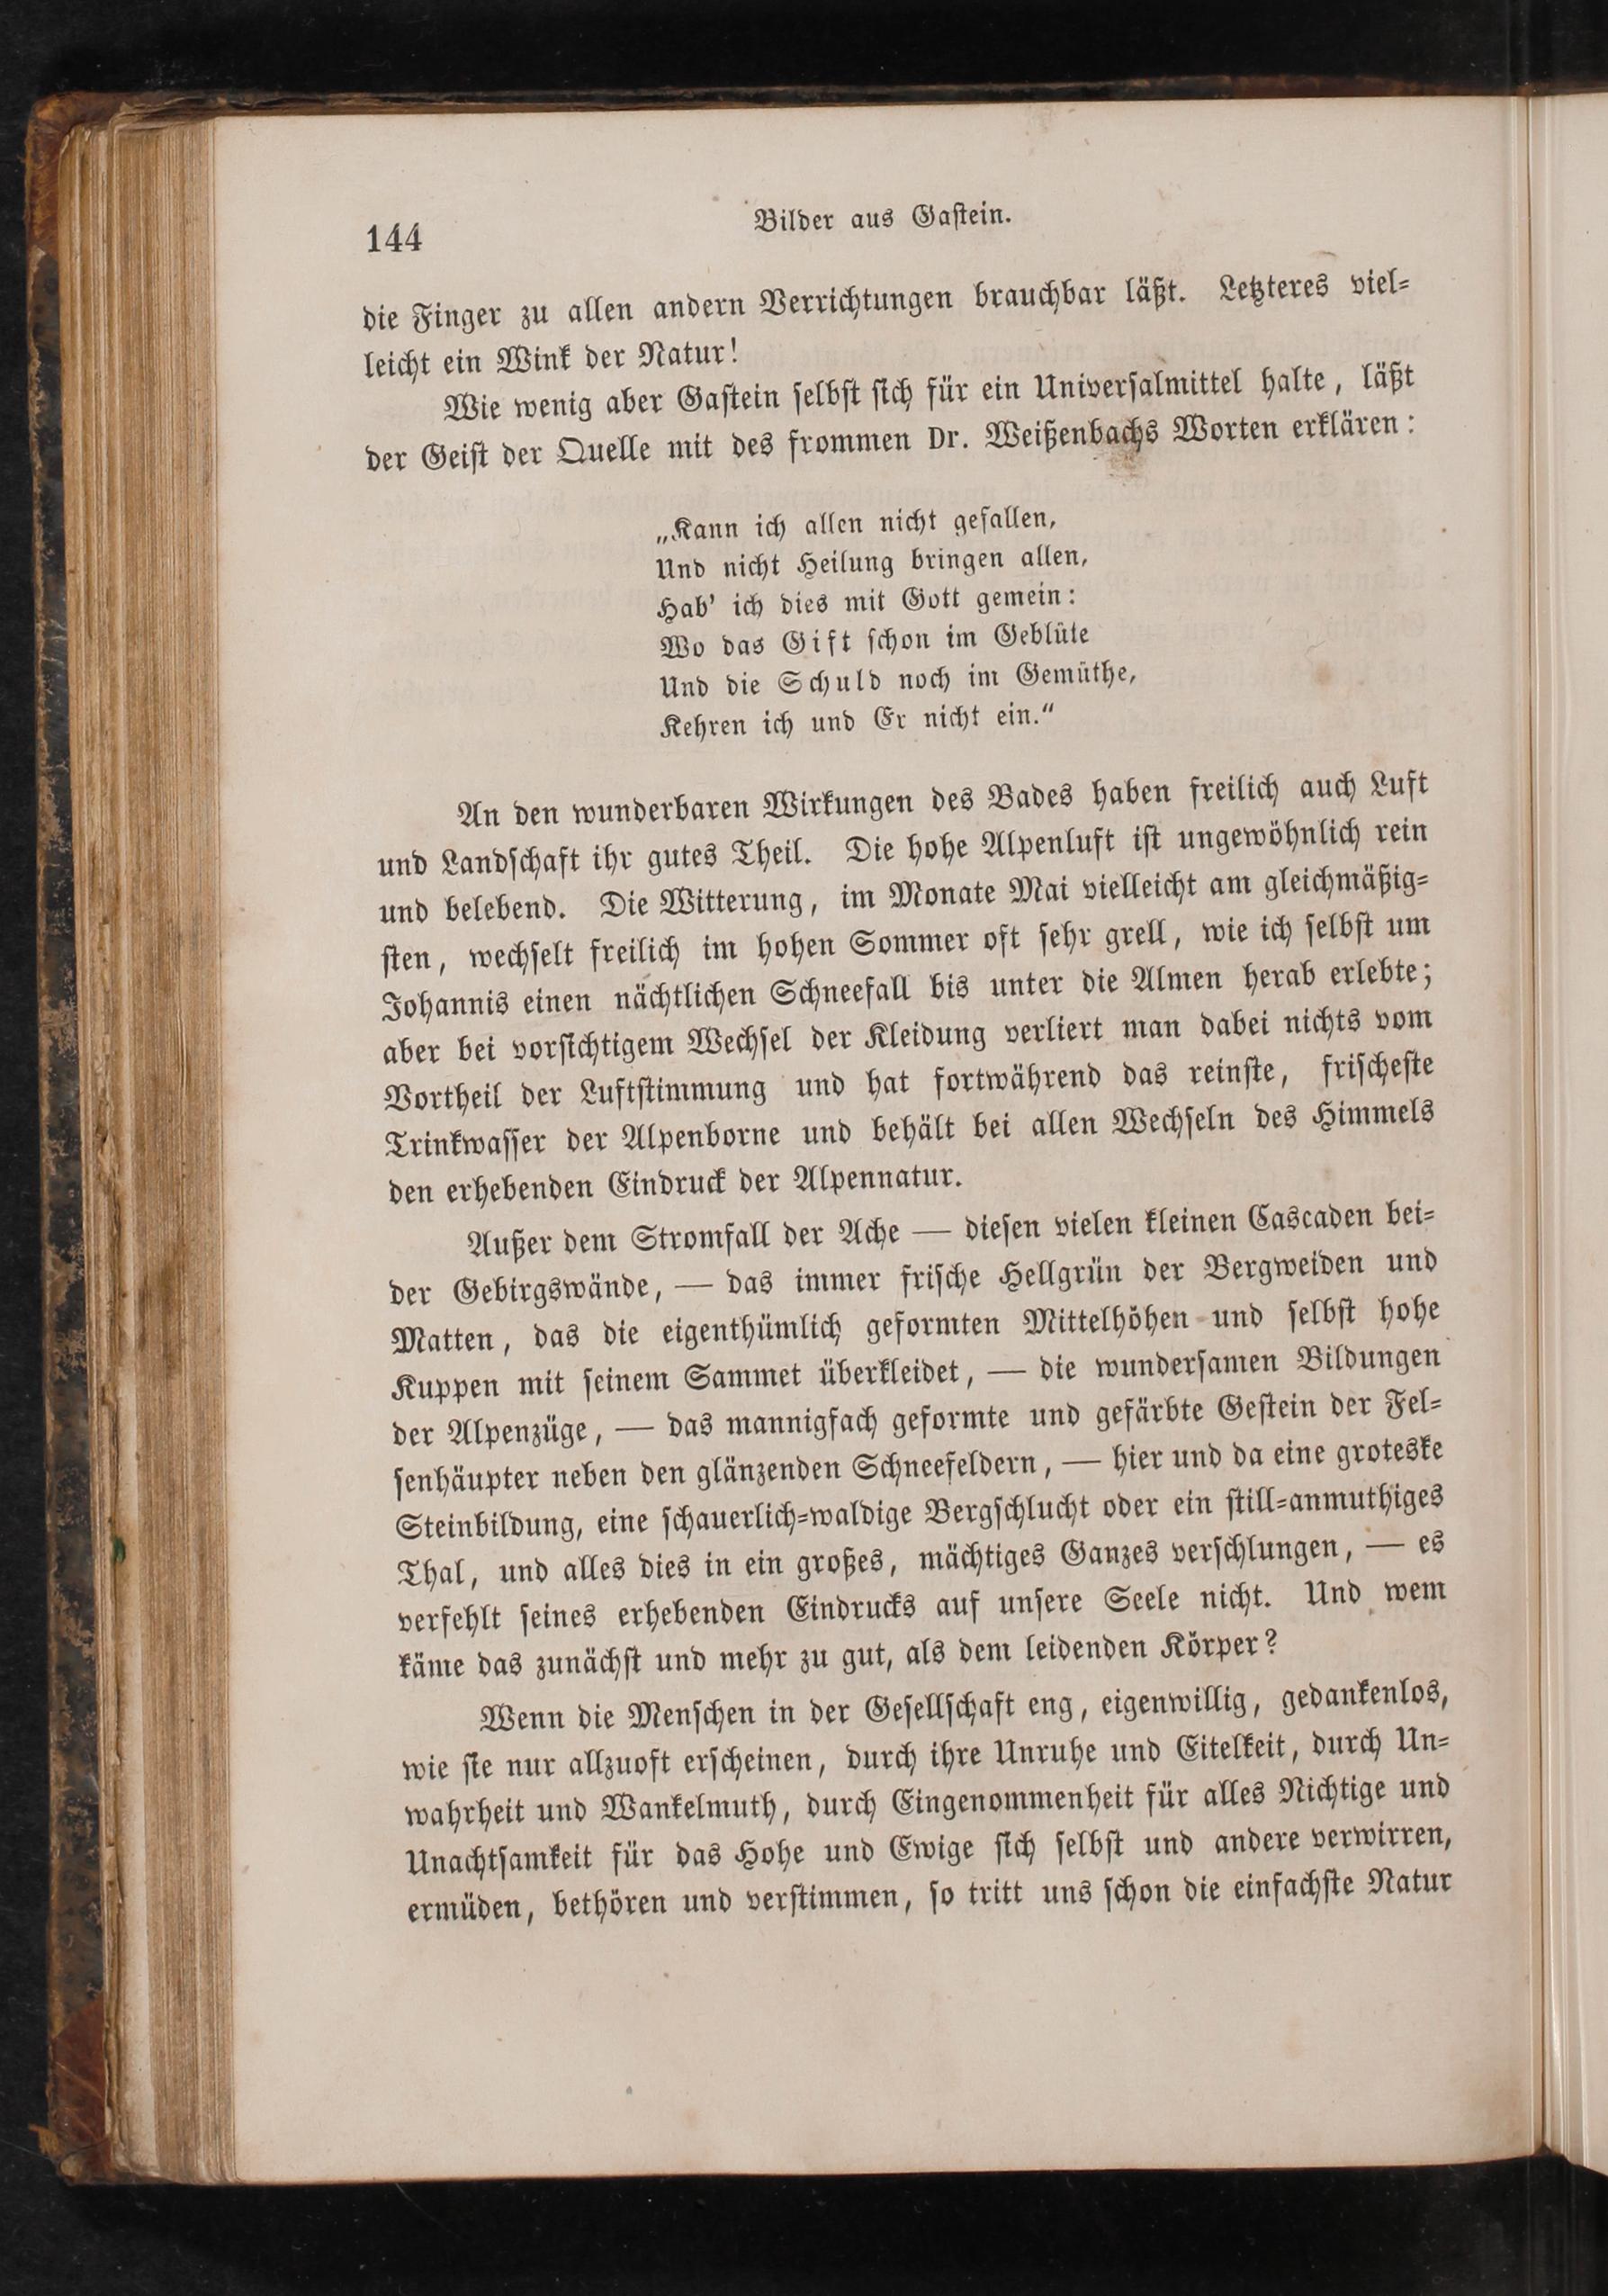 144
Bilder aus Gastein.
die Finger zu allen andern Verrichtungen brauchbar läßt. Letzteres viel=
leicht ein Wink der Natur!
Wie wenig aber Gastein selbst sich für ein Universalmittel halte, läßt
der Geist der Quelle mit des frommen Dr. Weißenbachs Worten erklären:
„Kann ich allen nicht gefallen,
Und nicht Heilung bringen allen,
Hab' ich dies mit Gott gemein:
Wo das Gift schon im Geblüte
Und die Schuld noch im Gemüthe,
Kehren ich und Er nicht ein.“
An den wunderbaren Wirkungen des Bades haben freilich auch Luft
und Landschaft ihr gutes Theil. Die hohe Alpenluft ist ungewöhnlich rein
und belebend. Die Witterung, im Monate Mai vielleicht am gleichmäßig=
sten, wechselt freilich im hohen Sommer oft sehr grell, wie ich selbst um
Johannis einen nächtlichen Schneefall bis unter die Almen herab erlebte;
aber bei vorsichtigem Wechsel der Kleidung verliert man dabei nichts vom
Vortheil der Luftstimmung und hat fortwährend das reinste, frischeste
Trinkwasser der Alpenborne und behält bei allen Wechseln des Himmels
den erhebenden Eindruck der Alpennatur.
Außer dem Stromfall der Ache — diesen vielen kleinen Cascaden bei=
der Gebirgswände, — das immer frische Hellgrün der Bergweiden und
Matten, das die eigenthümlich geformten Mittelhöhen und selbst hohe
Kuppen mit seinem Sammet überkleidet, — die wundersamen Bildungen
der Alpenzüge, — das mannigfach geformte und gefärbte Gestein der Fel=
senhäupter neben den glänzenden Schneefeldern, — hier und da eine groteske
Steinbildung, eine schauerlich=waldige Bergschlucht oder ein still=anmuthiges
Thal, und alles dies in ein großes, mächtiges Ganzes verschlungen, — es
verfehlt seines erhebenden Eindrucks auf unsere Seele nicht. Und wem
käme das zunächst und mehr zu gut, als dem leidenden Körper?
Wenn die Menschen in der Gesellschaft eng, eigenwillig, gedankenlos,
wie sie nur allzuoft erscheinen, durch ihre Unruhe und Eitelkeit, durch Un=
wahrheit und Wankelmuth, durch Eingenommenheit für alles Nichtige und
Unachtsamkeit für das Hohe und Ewige sich selbst und andere verwirren,
ermüden, bethören und verstimmen, so tritt uns schon die einfachste Natur